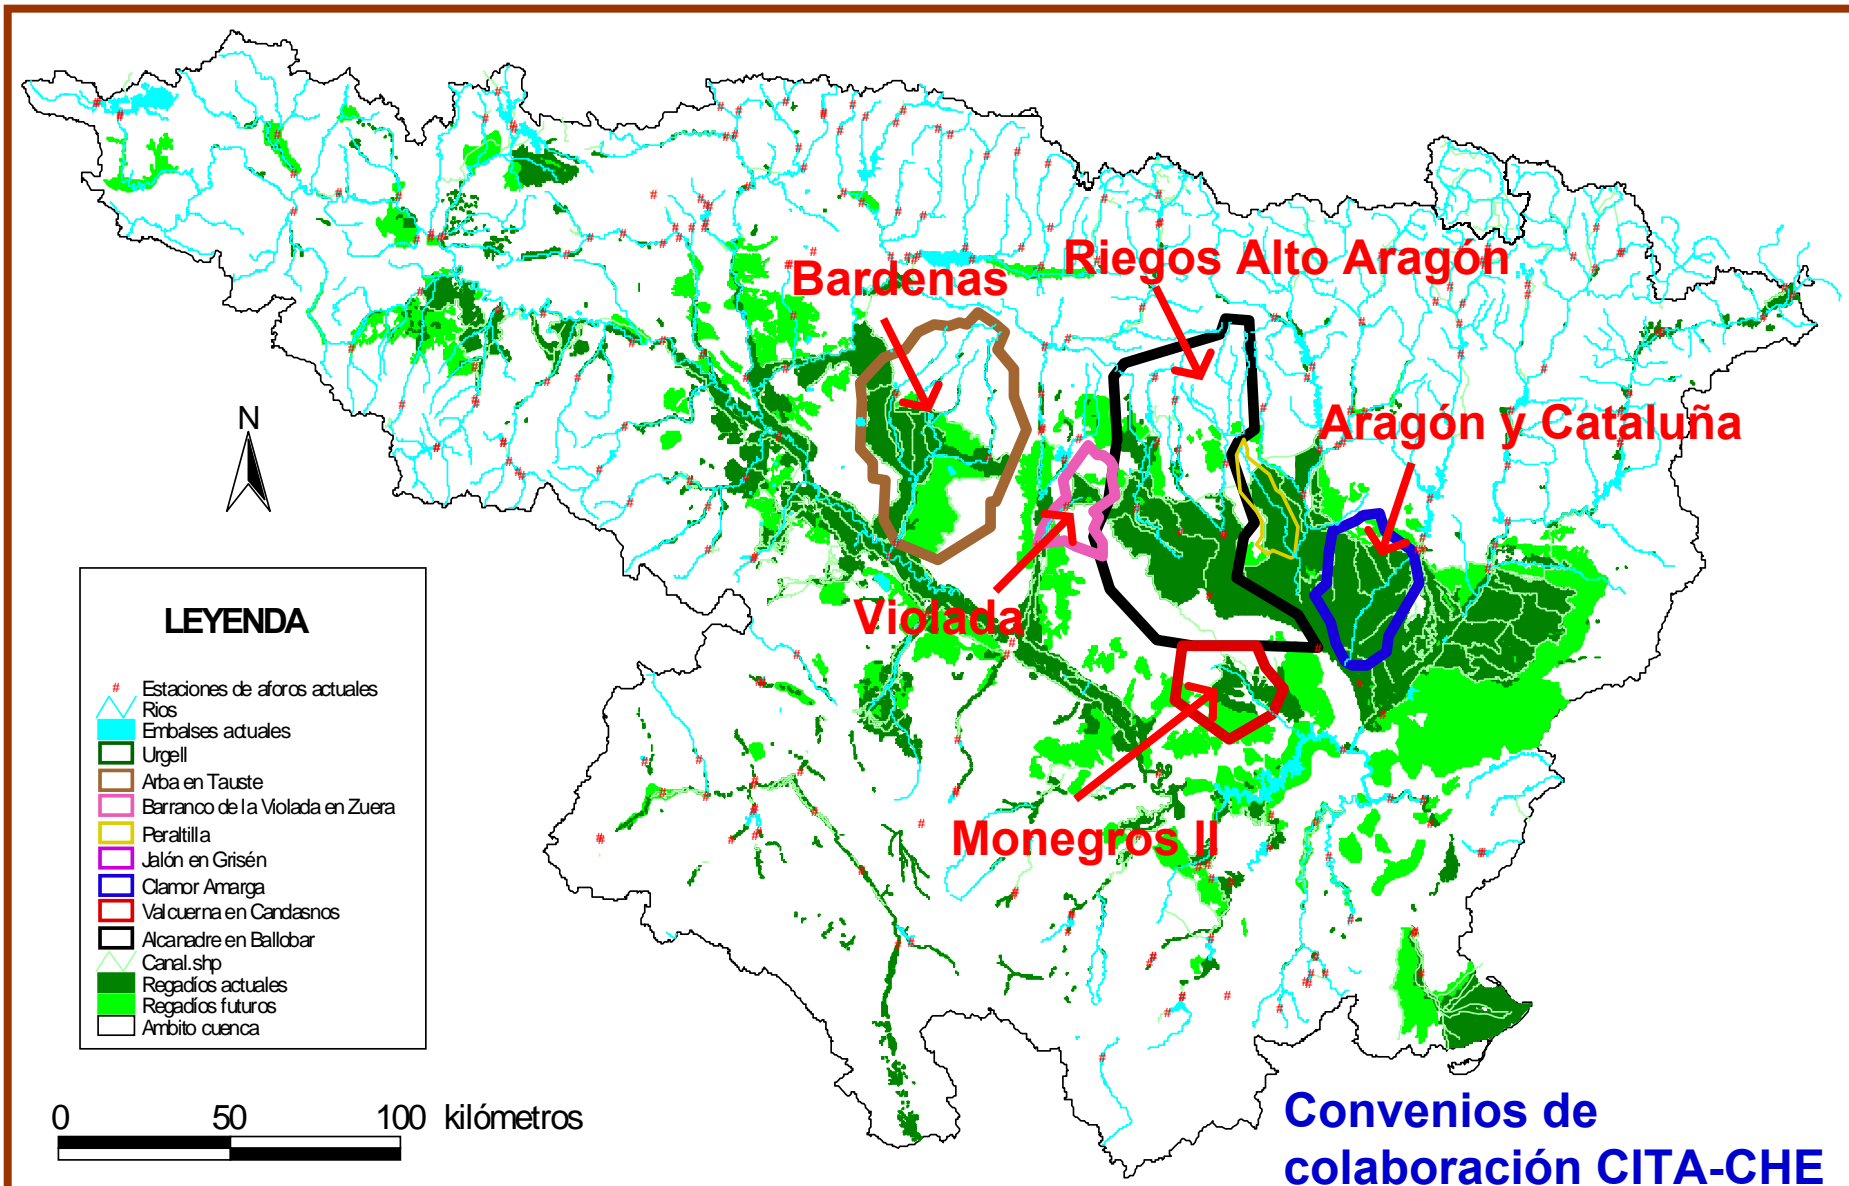 Riegos Alto Aragón
Bardenas
Aragón y Cataluña
N
Violada
Monegros II
LEYENDA
# Estaciones de aforos actuales
Rios
Embalses actuales
Urgell
Arba en Tauste
Barranco de la Violada en Zuera
Peraltilla
Jalón en Grisén
Clamor Amarga
Valcuerna en Candasnos
Alcanadre en Ballobar
Canal.shp
Regadíos actuales
Regadíos futuros
Ambito cuenca
0 50 100 kilómetros
Convenios de
colaboración CITA-CHE